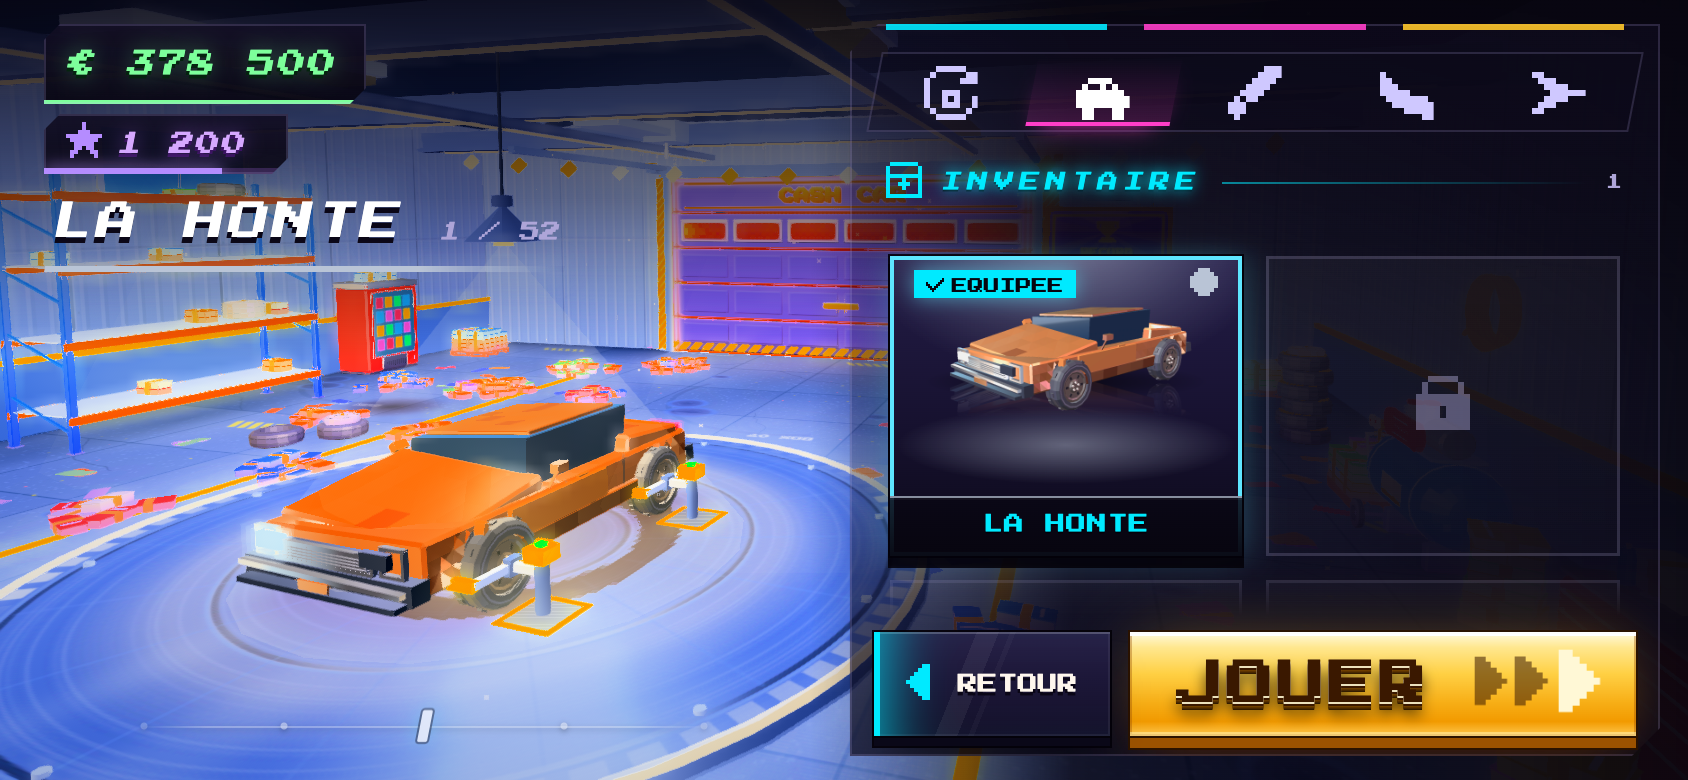 € 378 500
1 200
LA HONTE 1 / 52
INVENTAIRE 1
EQUIPEE
LA HONTE
RETOUR
JOUER